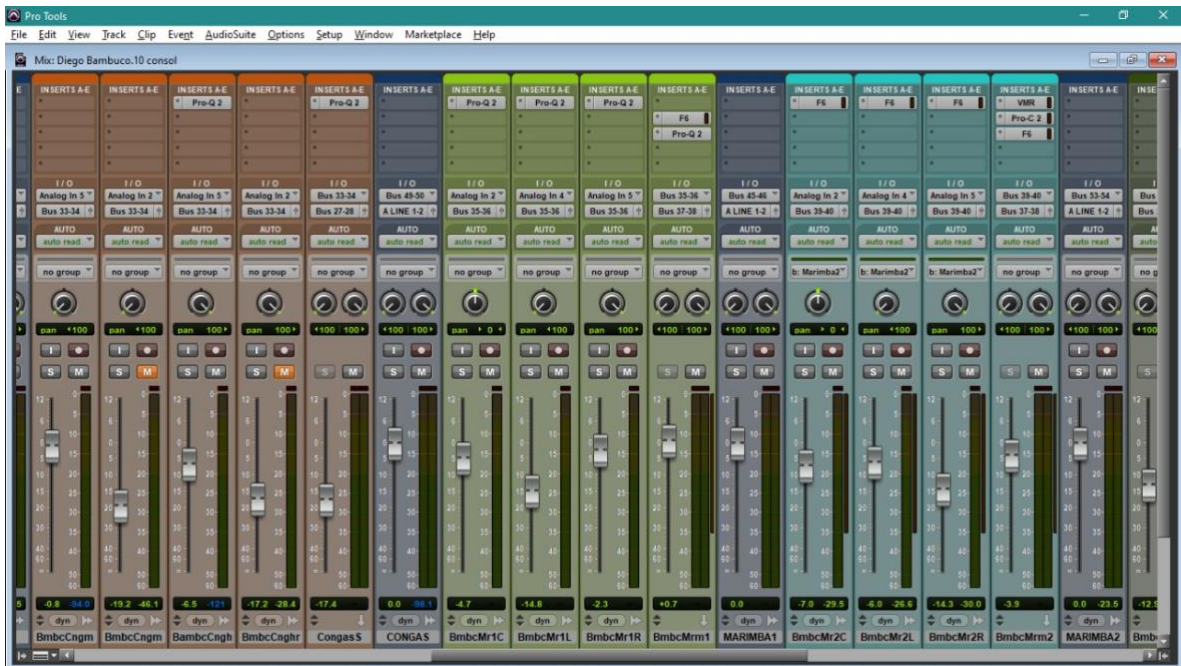 Pro Tools
File Edit View Track Clip Event AudioSuite Options Setup Window Marketplace Help
Mix: Diego Bambuco.10 consol
E INSERTS A-E INSERTS A-E INSERTS A-E INSERTS A-E INSERTS A-E INSERTS A-E INSERTS A-E INSERTS A-E INSERTS A-E INSERTS A-E INSERTS A-E INSERTS A-E INSERTS A-E INSERTS A-E INSERTS A-E INSERTS A-E INSE
Pro-Q 2 Pro-Q 2 Pro-Q 2 Pro-Q 2 Pro-Q 2 F6 F6 F6 VMR
F6 Pro-C 2
Pro-Q 2 F6
I/O I/O I/O I/O I/O I/O I/O I/O I/O I/O I/O I/O I/O I/O I/O I/O
Analog In 5 Analog In 2 Analog In 5 Analog In 2 Bus 33-34 Bus 49-50 Analog In 2 Analog In 4 Analog In 5 Bus 35-36 Bus 45-46 Analog In 2 Analog In 4 Analog In 5 Bus 39-40 Bus 53-54 Bus
Bus 33-34 Bus 33-34 Bus 33-34 Bus 33-34 Bus 27-28 A LINE 1-2 Bus 35-36 Bus 35-36 Bus 35-36 Bus 37-38 A LINE 1-2 Bus 39-40 Bus 39-40 Bus 39-40 Bus 37-38 A LINE 1-2 Bus
AUTO AUTO AUTO AUTO AUTO AUTO AUTO AUTO AUTO AUTO AUTO AUTO AUTO AUTO AUTO AUTO
auto read auto read auto read auto read auto read auto read auto read auto read auto read auto read auto read auto read auto read auto read auto read auto read auto
no group no group no group no group no group no group no group no group no group no group no group b: Marimba2 b: Marimba2 b: Marimba2 no group no group no g
pan 100 pan 100 pan 100 pan 100 100 100 100 100 pan 0 pan 100 pan 100 100 100 100 100 pan 0 pan 100 pan 100 100 100 100 100 100
I I I I I I I I I I I I I
S M S M S M S M S M S M S M S M S M S M S M S M S M S M S M S M S
5 -0.8 -94.0 -19.2 -46.1 -6.5 -121 -17.2 -28.4 -17.4 0.0 -98.1 -4.7 -14.8 -2.3 +0.7 0.0 -7.0 -29.5 -6.0 -26.6 -14.3 -30.0 -3.9 0.0 -23.5 -12.9
dyn dyn dyn dyn dyn dyn dyn dyn dyn dyn dyn dyn dyn
BmbcCngm BmbcCngm BambcCngh BmbcCnghr CongasS CONGAS BmbcMr1C BmbcMr1L BmbcMr1R BmbcMrm1 MARIMBA1 BmbcMr2C BmbcMr2L BmbcMr2R BmbcMrm2 MARIMBA2 Bmb